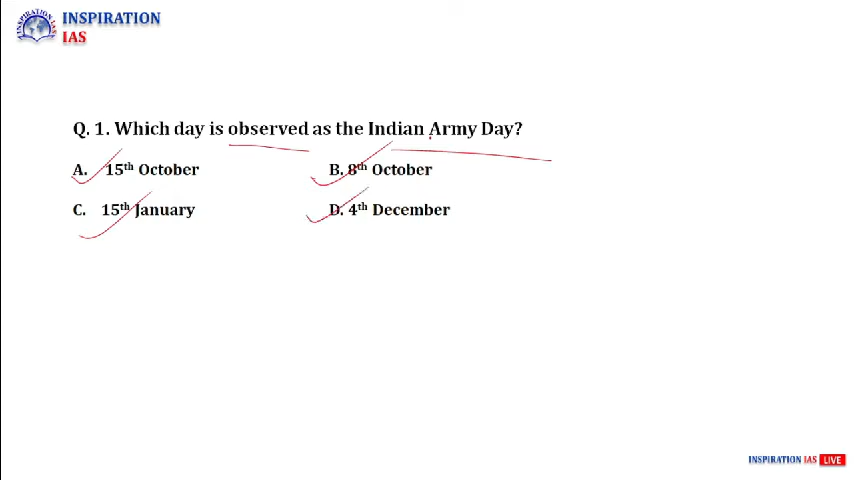 INSPIRATION
IAS
Q. 1. Which day is observed as the Indian Army Day?
A. 15th October B. 8th October
C. 15th January D. 4th December
INSPIRATION IAS LIVE